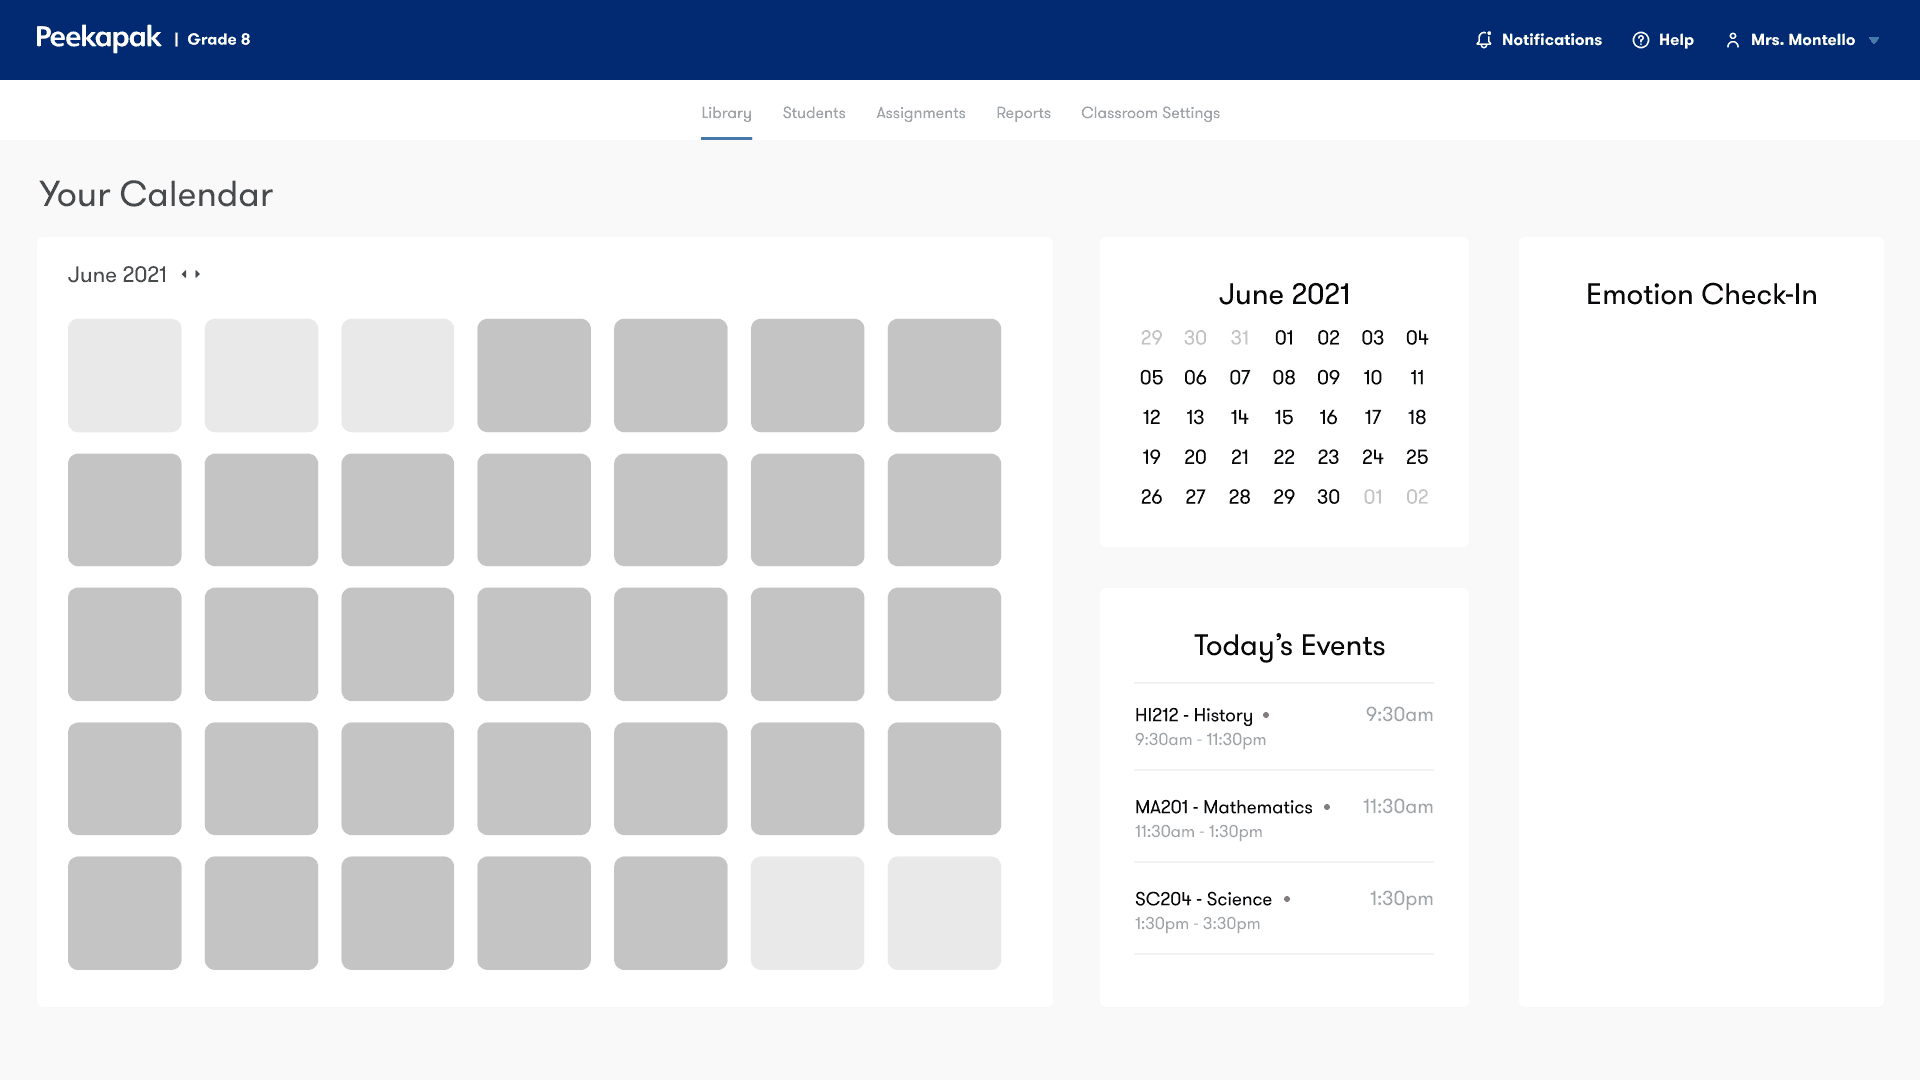 Peekapak | Grade 8
Notifications
Help
Mrs. Montello
Library
Students
Assignments
Reports
Classroom Settings
Your Calendar
June 2021
June 2021
29 30 31 01 02 03 04
05 06 07 08 09 10 11
12 13 14 15 16 17 18
19 20 21 22 23 24 25
26 27 28 29 30 01 02
Today’s Events
HI212 - History • 9:30am
9:30am - 11:30pm
MA201 - Mathematics • 11:30am
11:30am - 1:30pm
SC204 - Science • 1:30pm
1:30pm - 3:30pm
Emotion Check-In